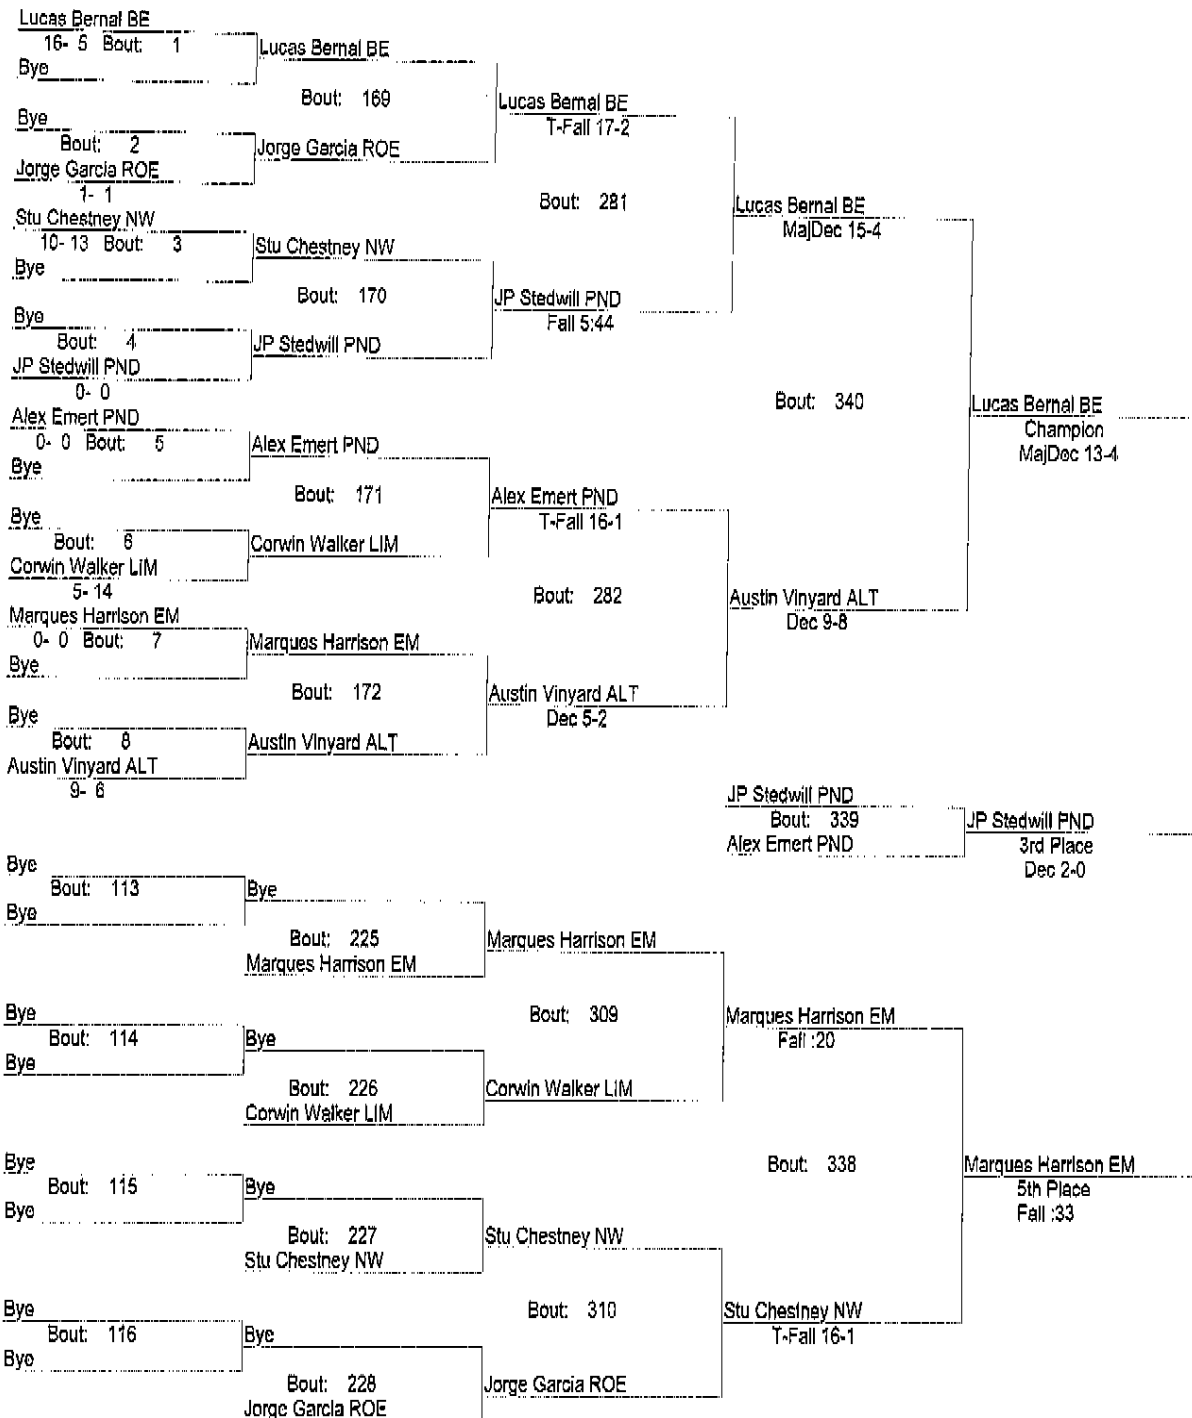 Lucas Bernal BE
16- 5 Bout: 1
Lucas Bernal BE
Bye
Bout: 169
Lucas Bernal BE
T-Fall 17-2
Bye
Bout: 2
Jorge Garcia ROE
Jorge Garcia ROE
1- 1
Bout: 281
Lucas Bernal BE
MajDec 15-4
Stu Chestney NW
10- 13 Bout: 3
Stu Chestney NW
Bye
Bout: 170
JP Stedwill PND
Fall 5:44
Bye
Bout: 4
JP Stedwill PND
JP Stedwill PND
0- 0
Bout: 340
Lucas Bernal BE
Champion
MajDec 13-4
Alex Emert PND
0- 0 Bout: 5
Alex Emert PND
Bye
Bout: 171
Alex Emert PND
T-Fall 16-1
Bye
Bout: 6
Corwin Walker LIM
Corwin Walker LIM
5- 14
Bout: 282
Austin Vinyard ALT
Dec 9-8
Marques Harrison EM
0- 0 Bout: 7
Marques Harrison EM
Bye
Bout: 172
Austin Vinyard ALT
Dec 5-2
Bye
Bout: 8
Austin Vinyard ALT
Austin Vinyard ALT
9- 6
JP Stedwill PND
Bout: 339
JP Stedwill PND
Alex Emert PND
3rd Place
Dec 2-0
Bye
Bout: 113
Bye
Bye
Bout: 225
Marques Harrison EM
Marques Harrison EM
Bout: 309
Marques Harrison EM
Fall :20
Bye
Bout: 114
Bye
Bye
Bout: 226
Corwin Walker LIM
Corwin Walker LIM
Bout: 338
Marques Harrison EM
5th Place
Fall :33
Bye
Bout: 115
Bye
Bye
Bout: 227
Stu Chestney NW
Stu Chestney NW
Bout: 310
Stu Chestney NW
T-Fall 16-1
Bye
Bout: 116
Bye
Bye
Bout: 228
Jorge Garcia ROE
Jorge Garcia ROE